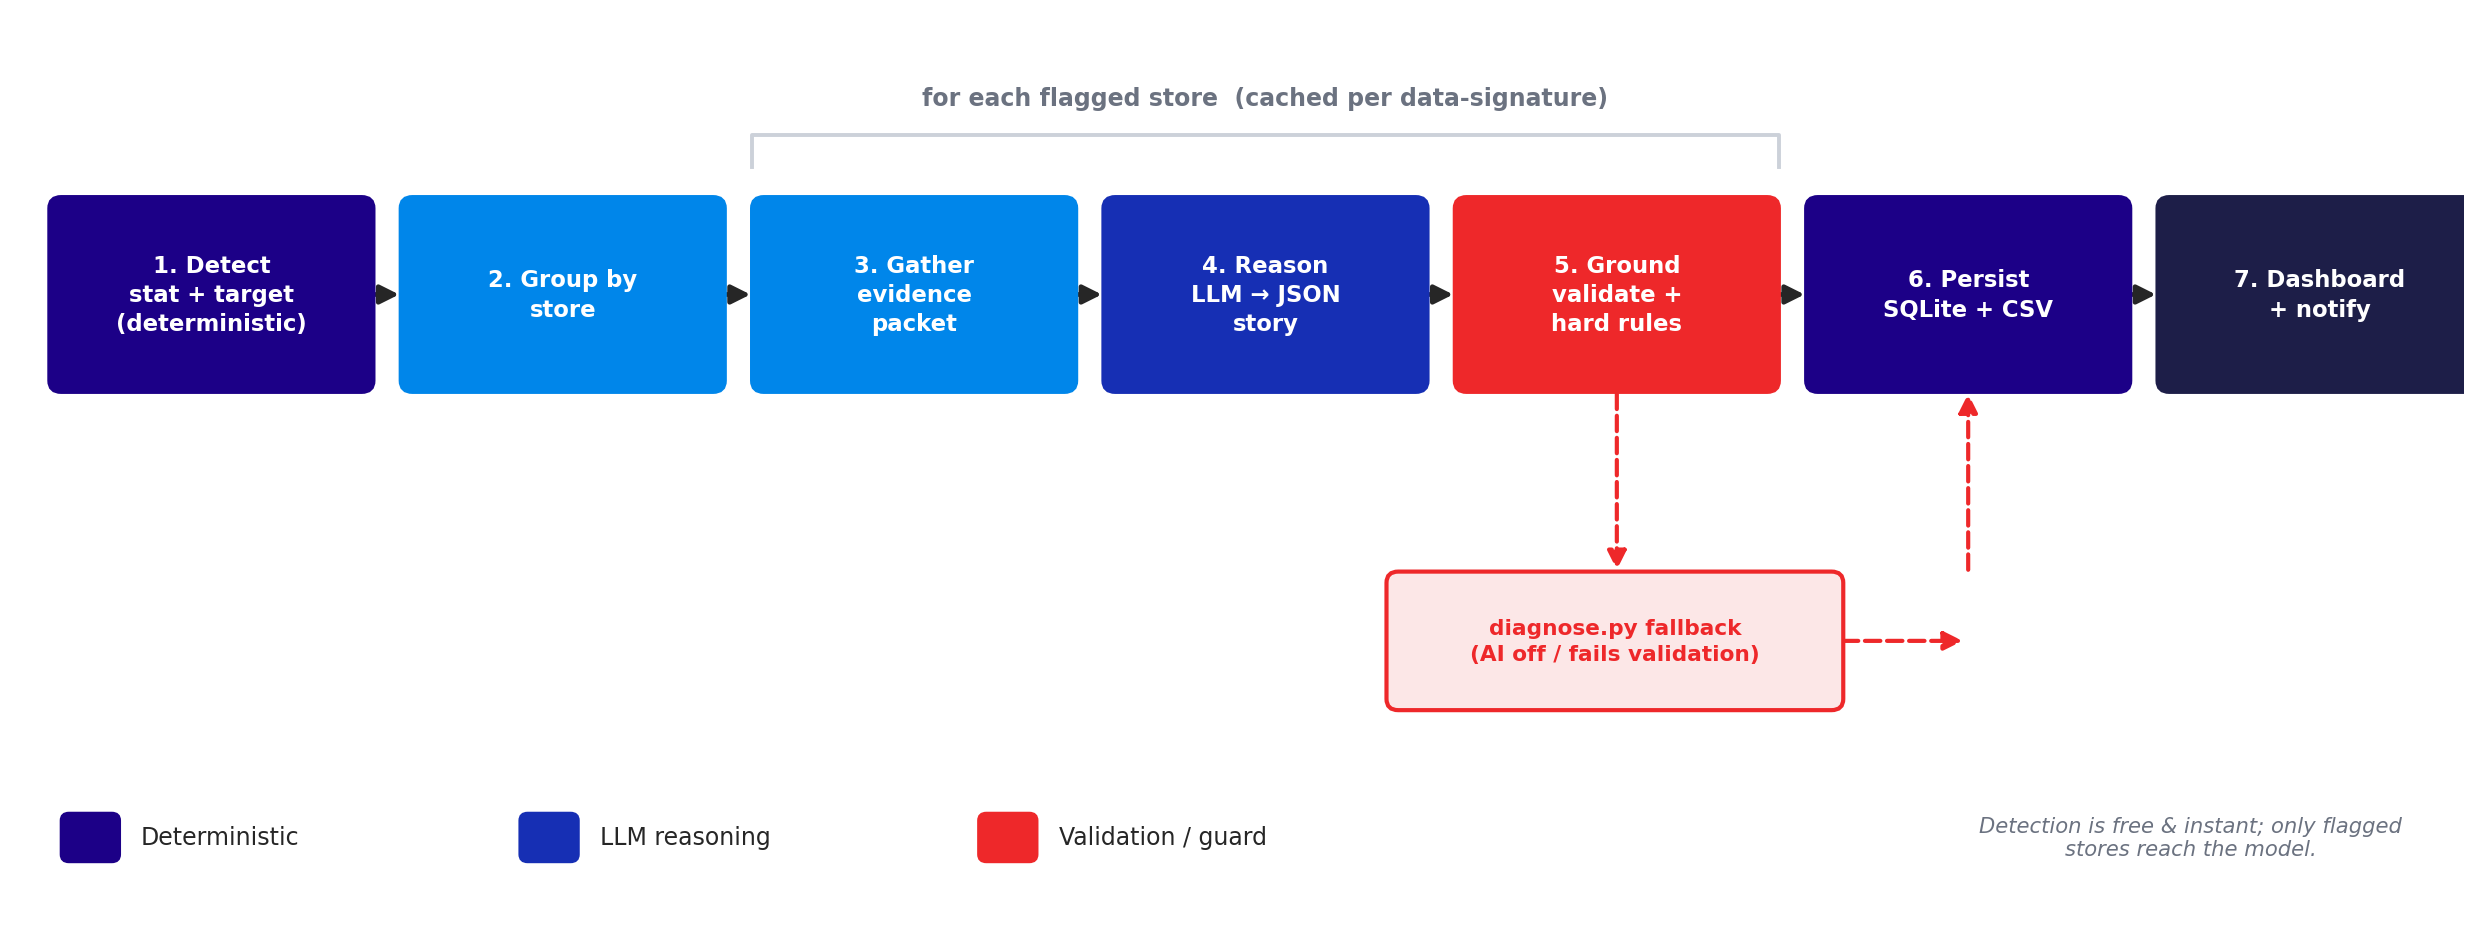 for each flagged store  (cached per data-signature)
1. Detect
stat + target
(deterministic)
2. Group by
store
3. Gather
evidence
packet
4. Reason
LLM → JSON
story
5. Ground
validate +
hard rules
6. Persist
SQLite + CSV
7. Dashboard
+ notify
diagnose.py fallback
(AI off / fails validation)
Deterministic
LLM reasoning
Validation / guard
Detection is free & instant; only flagged
stores reach the model.